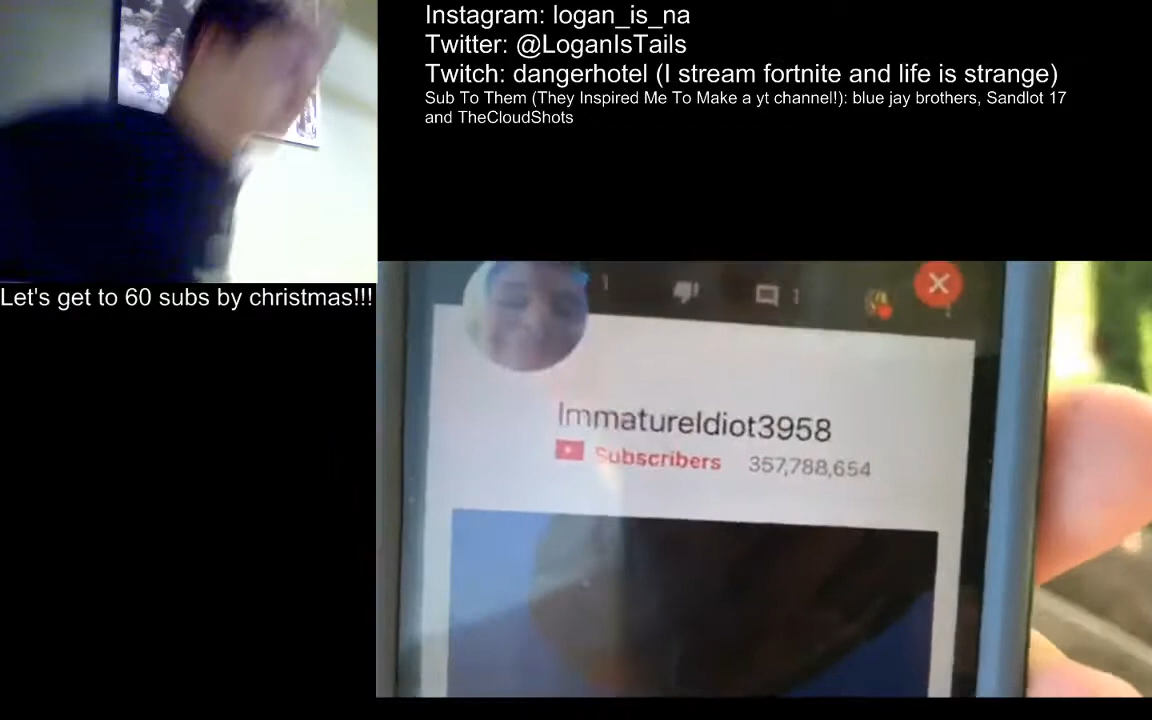 Instagram: logan_is_na
Twitter: @LoganIsTails
Twitch: dangerhotel (I stream fortnite and life is strange)
Sub To Them (They Inspired Me To Make a yt channel!): blue jay brothers, Sandlot 17
and TheCloudShots
Let's get to 60 subs by christmas!!!
1 1
ImmatureIdiot3958
Subscribers 357,788,654